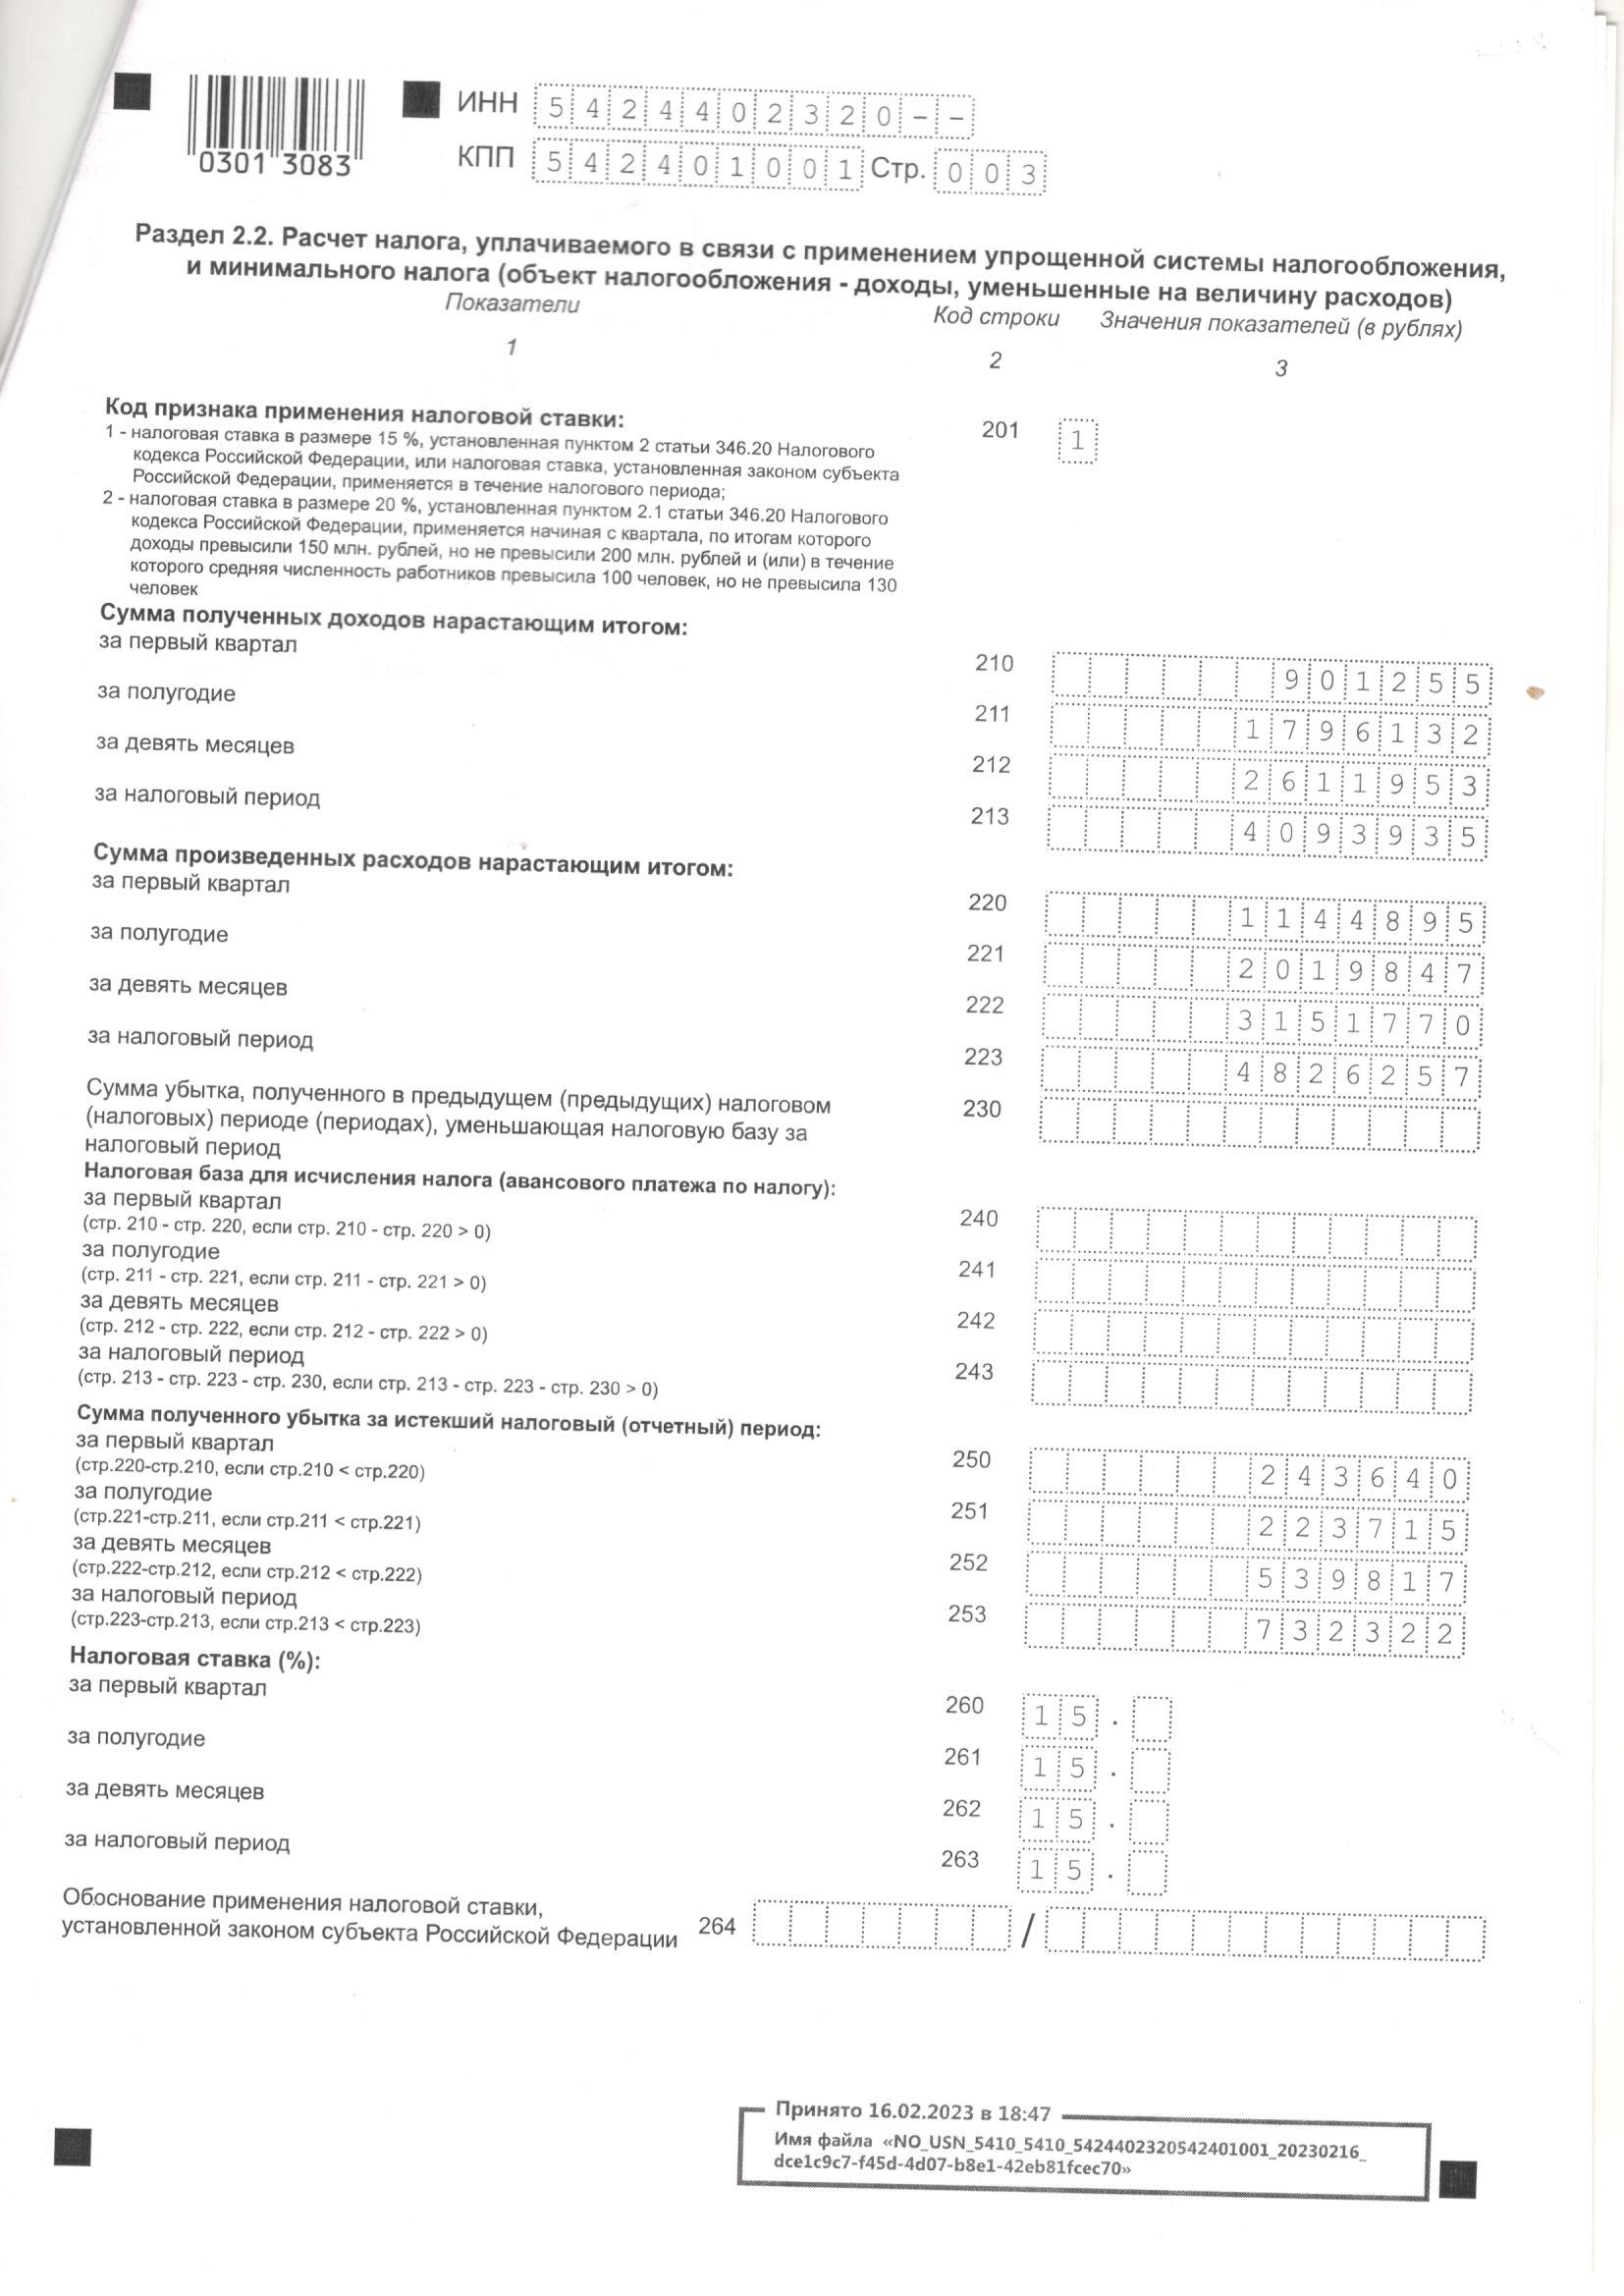 ИНН 5424402320--
0301 3083
КПП 542401001 Стр. 003
Раздел 2.2. Расчет налога, уплачиваемого в связи с применением упрощенной системы налогообложения,
и минимального налога (объект налогообложения - доходы, уменьшенные на величину расходов)
Показатели Код строки Значения показателей (в рублях)
1 2 3
Код признака применения налоговой ставки: 201 1
1 - налоговая ставка в размере 15 %, установленная пунктом 2 статьи 346.20 Налогового
кодекса Российской Федерации, или налоговая ставка, установленная законом субъекта
Российской Федерации, применяется в течение налогового периода;
2 - налоговая ставка в размере 20 %, установленная пунктом 2.1 статьи 346.20 Налогового
кодекса Российской Федерации, применяется начиная с квартала, по итогам которого
доходы превысили 150 млн. рублей, но не превысили 200 млн. рублей и (или) в течение
которого средняя численность работников превысила 100 человек, но не превысила 130
человек
Сумма полученных доходов нарастающим итогом:
за первый квартал 210 901255
за полугодие 211 1796132
за девять месяцев 212 2611953
за налоговый период 213 4093935
Сумма произведенных расходов нарастающим итогом:
за первый квартал 220 1144895
за полугодие 221 2019847
за девять месяцев 222 3151770
за налоговый период 223 4826257
Сумма убытка, полученного в предыдущем (предыдущих) налоговом 230
(налоговых) периоде (периодах), уменьшающая налоговую базу за
налоговый период
Налоговая база для исчисления налога (авансового платежа по налогу):
за первый квартал 240
(стр. 210 - стр. 220, если стр. 210 - стр. 220 > 0)
за полугодие 241
(стр. 211 - стр. 221, если стр. 211 - стр. 221 > 0)
за девять месяцев 242
(стр. 212 - стр. 222, если стр. 212 - стр. 222 > 0)
за налоговый период 243
(стр. 213 - стр. 223 - стр. 230, если стр. 213 - стр. 223 - стр. 230 > 0)
Сумма полученного убытка за истекший налоговый (отчетный) период:
за первый квартал 250 243640
(стр.220-стр.210, если стр.210 < стр.220)
за полугодие 251 223715
(стр.221-стр.211, если стр.211 < стр.221)
за девять месяцев 252 539817
(стр.222-стр.212, если стр.212 < стр.222)
за налоговый период 253 732322
(стр.223-стр.213, если стр.213 < стр.223)
Налоговая ставка (%):
за первый квартал 260 15.
за полугодие 261 15.
за девять месяцев 262 15.
за налоговый период 263 15.
Обоснование применения налоговой ставки,
установленной законом субъекта Российской Федерации 264 /
Принято 16.02.2023 в 18:47
Имя файла «NO_USN_5410_5410_5424402320542401001_20230216_
dce1c9c7-f45d-4d07-b8e1-42eb81fcec70»